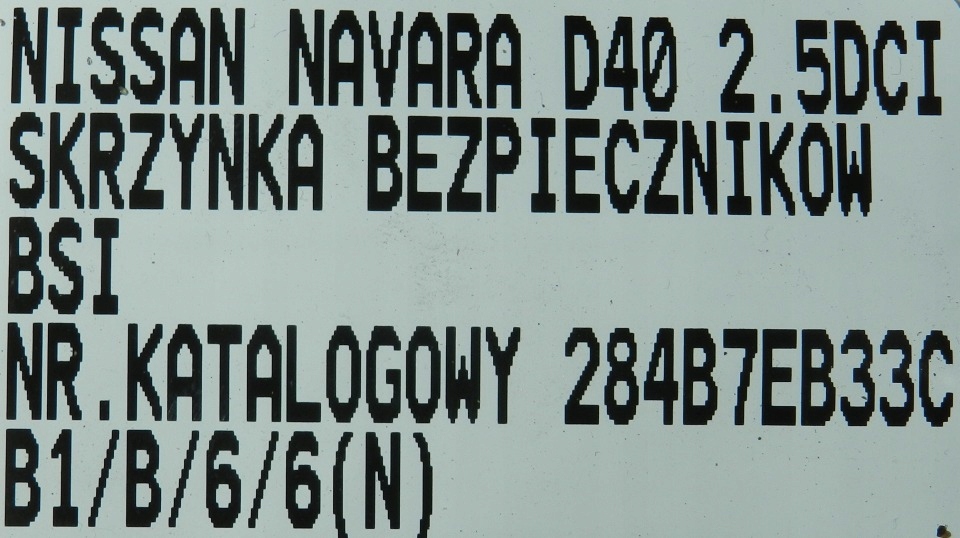 NISSAN NAVARA D40 2.5DCI
SKRZYNKA BEZPIECZNIKOW
BSI
NR.KATALOGOWY 284B7EB33C
B1/B/6/6(N)